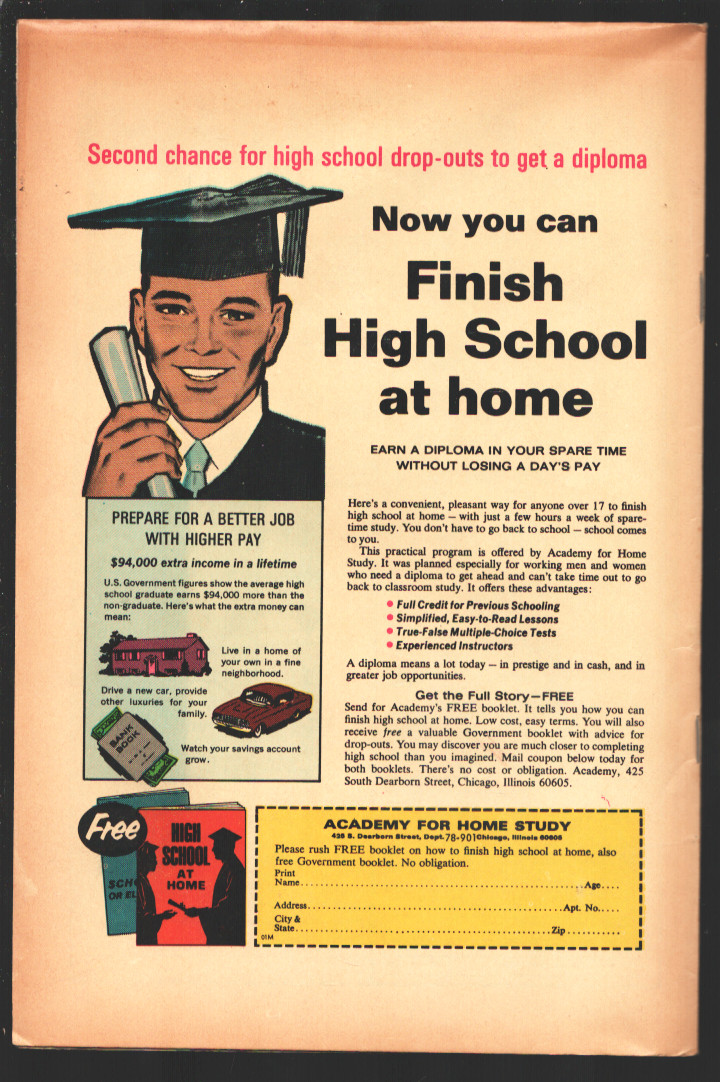 Second chance for high school drop-outs to get a diploma
Now you can
Finish
High School
at home
EARN A DIPLOMA IN YOUR SPARE TIME
WITHOUT LOSING A DAY'S PAY
PREPARE FOR A BETTER JOB
WITH HIGHER PAY
$94,000 extra income in a lifetime
U.S. Government figures show the average high
school graduate earns $94,000 more than the
non-graduate. Here's what the extra money can
mean:
Live in a home of
your own in a fine
neighborhood.
Drive a new car, provide
other luxuries for your
family.
BANK
BOOK
Watch your savings account
grow.
Here's a convenient, pleasant way for anyone over 17 to finish
high school at home — with just a few hours a week of spare-
time study. You don't have to go back to school — school comes
to you.
This practical program is offered by Academy for Home
Study. It was planned especially for working men and women
who need a diploma to get ahead and can't take time out to go
back to classroom study. It offers these advantages:
• Full Credit for Previous Schooling
• Simplified, Easy-to-Read Lessons
• True-False Multiple-Choice Tests
• Experienced Instructors
A diploma means a lot today — in prestige and in cash, and in
greater job opportunities.
Get the Full Story—FREE
Send for Academy's FREE booklet. It tells you how you can
finish high school at home. Low cost, easy terms. You will also
receive free a valuable Government booklet with advice for
drop-outs. You may discover you are much closer to completing
high school than you imagined. Mail coupon below today for
both booklets. There's no cost or obligation. Academy, 425
South Dearborn Street, Chicago, Illinois 60605.
Free
SCHO
OR EL
HIGH
SCHOOL
AT
HOME
ACADEMY FOR HOME STUDY
425 S. Dearborn Street, Dept. 78-901 Chicago, Illinois 60605
Please rush FREE booklet on how to finish high school at home, also
free Government booklet. No obligation.
Print
Name Age
Address Apt. No.
City &
State Zip
01M